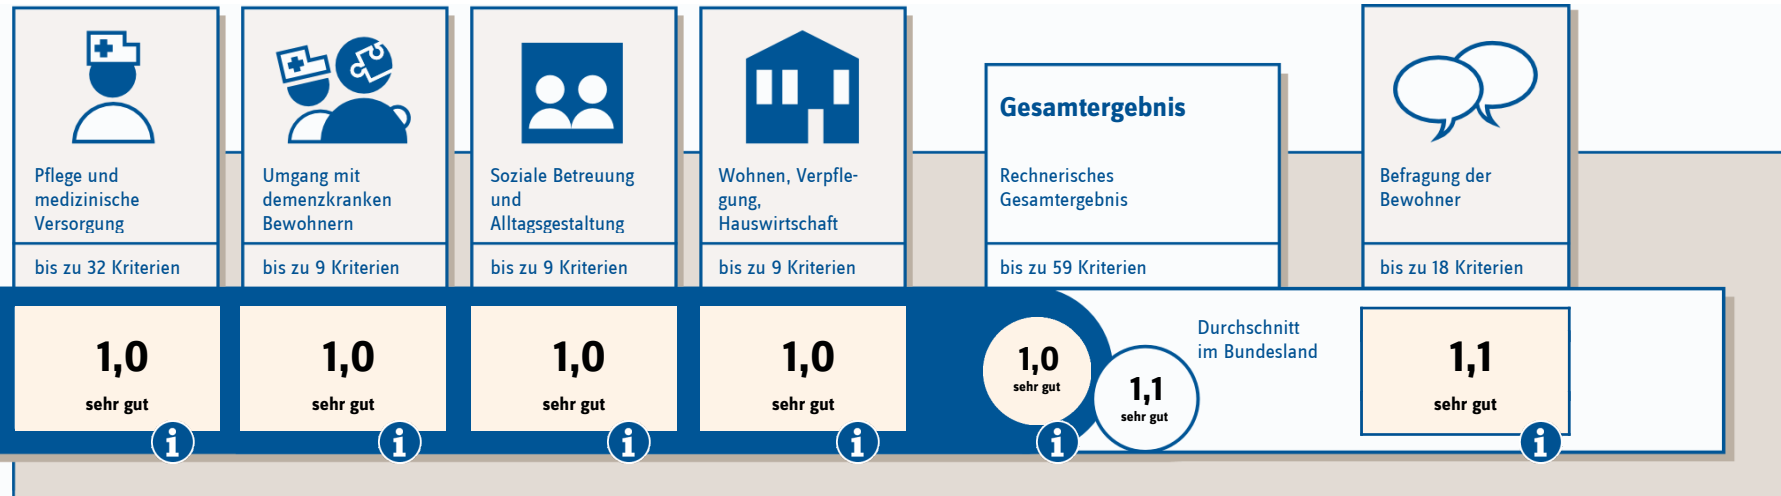 Pflege und
medizinische
Versorgung
bis zu 32 Kriterien
1,0
sehr gut
i
Umgang mit
demenzkranken
Bewohnern
bis zu 9 Kriterien
1,0
sehr gut
i
Soziale Betreuung
und
Alltagsgestaltung
bis zu 9 Kriterien
1,0
sehr gut
i
Wohnen, Verpfle-
gung,
Hauswirtschaft
bis zu 9 Kriterien
1,0
sehr gut
i
Gesamtergebnis
Rechnerisches
Gesamtergebnis
bis zu 59 Kriterien
1,0
sehr gut
i
1,1
sehr gut
Durchschnitt
im Bundesland
Befragung der
Bewohner
bis zu 18 Kriterien
1,1
sehr gut
i